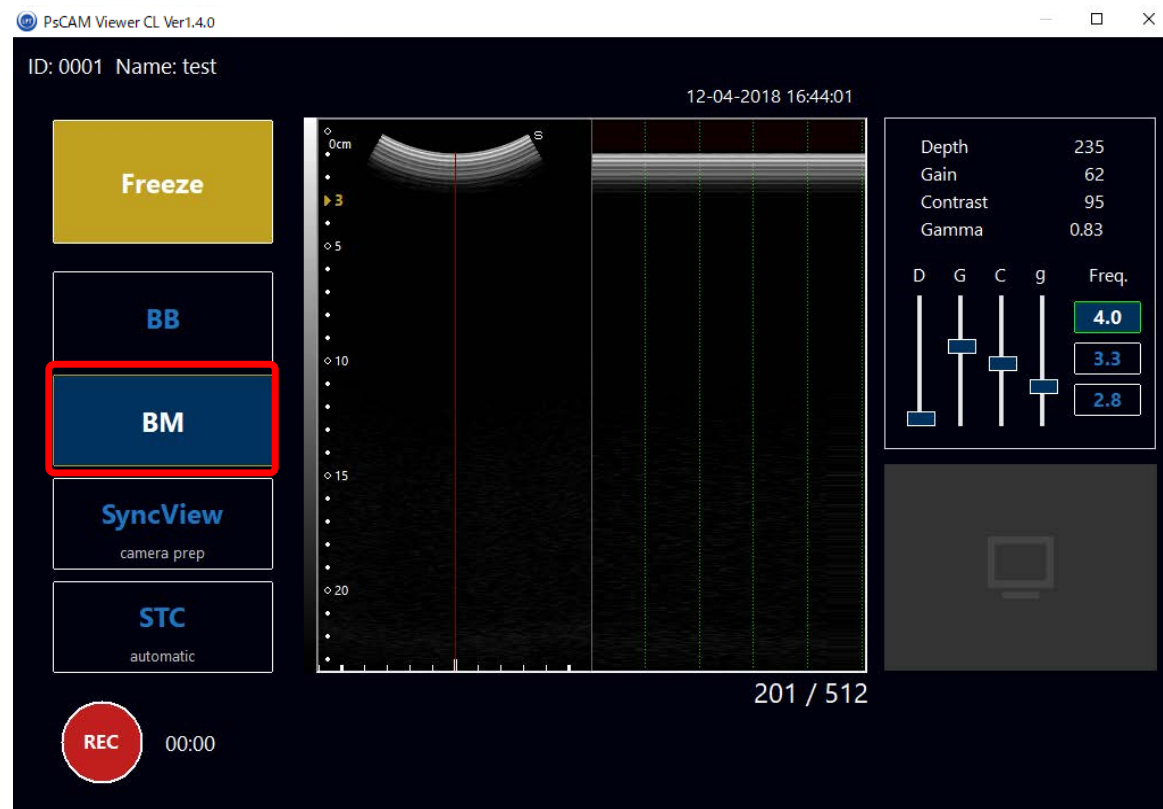 PsCAM Viewer CL Ver1.4.0
ID: 0001 Name: test
12-04-2018 16:44:01
Freeze
BB
BM
SyncView
camera prep
STC
automatic
REC
00:00
0cm
S
3
5
10
15
20
201 / 512
Depth 235
Gain 62
Contrast 95
Gamma 0.83
D G C g Freq.
4.0
3.3
2.8